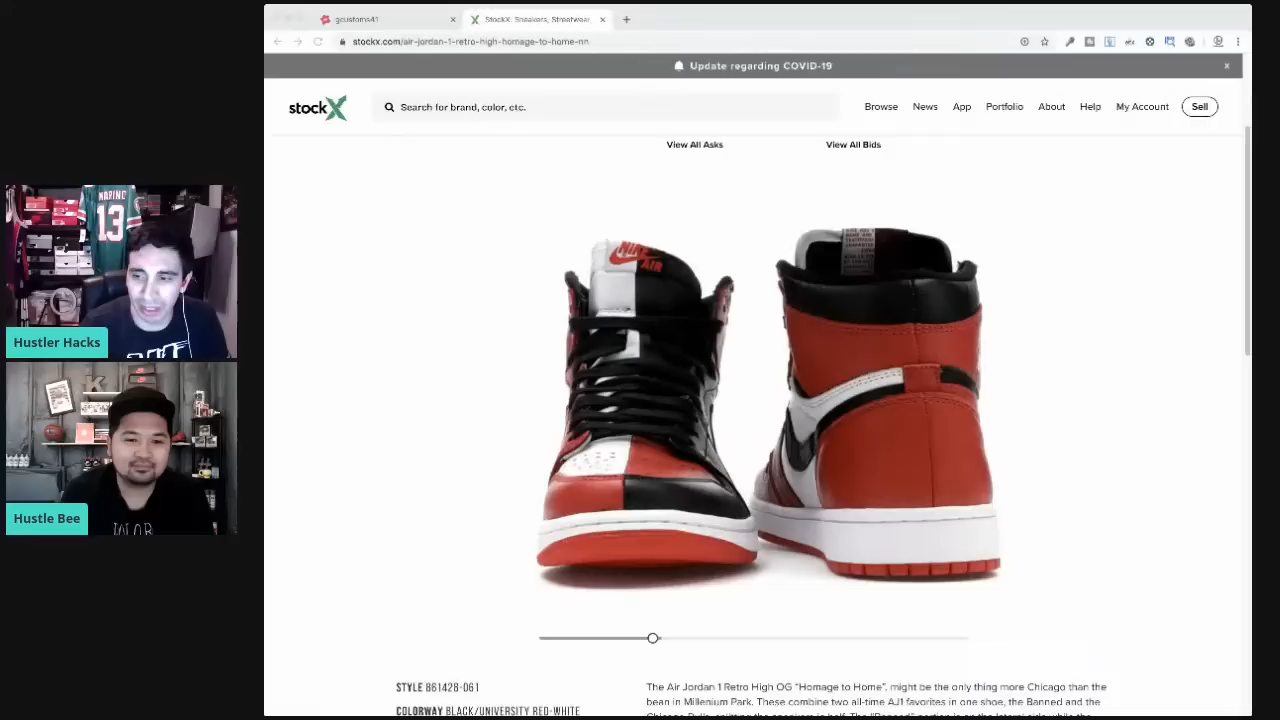 gcustoms41
StockX: Sneakers, Streetwear
stockx.com/air-jordan-1-retro-high-homage-to-home-nn
Update regarding COVID-19
stockX
Search for brand, color, etc.
Browse News App Portfolio About Help My Account Sell
View All Asks
View All Bids
MARINO
13
NIKE
AIR
Hustler Hacks
Hustle Bee
STYLE 861428-061
COLORWAY BLACK/UNIVERSITY RED-WHITE
The Air Jordan 1 Retro High OG "Homage to Home", might be the only thing more Chicago than the
bean in Millenium Park. These combine two all-time AJ1 favorites in one shoe, the Banned and the